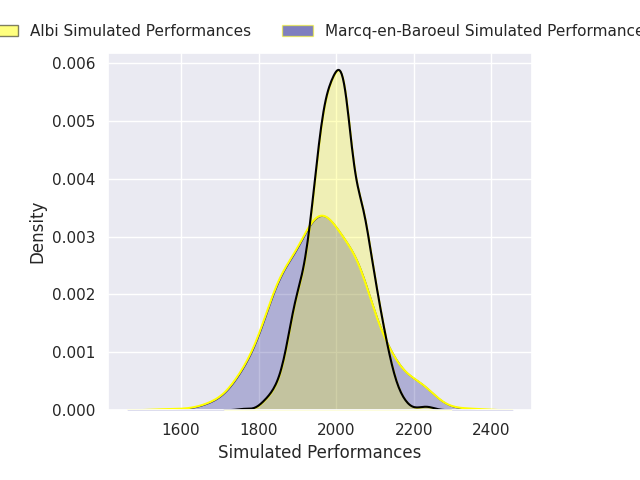 Albi Simulated Performances
Marcq-en-Baroeul Simulated Performance
0.006
0.005
0.004
0.003
0.002
0.001
0.000
Density
1600 1800 2000 2200 2400
Simulated Performances